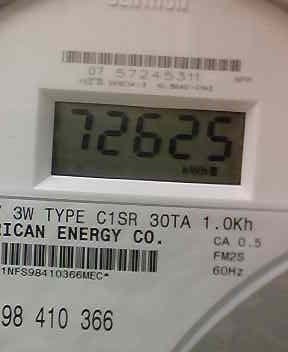 07 57245311
72625
kWh
3W TYPE C1SR 30TA 1.0Kh
RICAN ENERGY CO.
CA 0.5
FM2S
60Hz
1NFS98410366MEC*
98 410 366